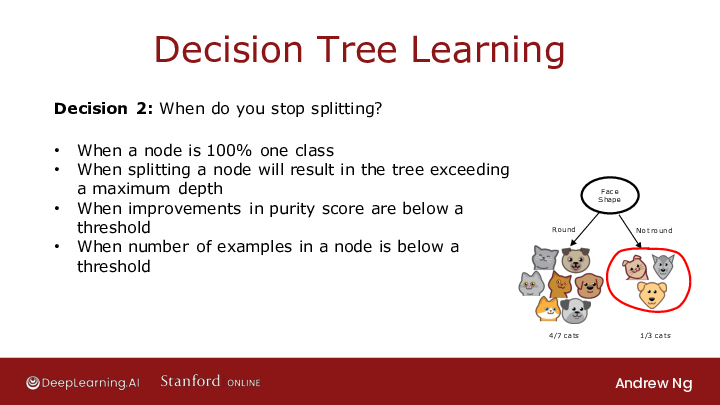 Decision Tree Learning
Decision 2: When do you stop splitting?
• When a node is 100% one class
• When splitting a node will result in the tree exceeding
a maximum depth
• When improvements in purity score are below a
threshold
• When number of examples in a node is below a
threshold
Face
Shape
Round
Not round
4/7 cats
1/3 cats
DeepLearning.AI
Stanford ONLINE
Andrew Ng